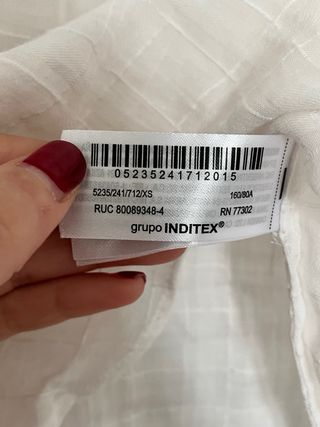 05235241712015
5235/241/712/XS 160/80A
RUC 80089348-4 RN 77302
grupo INDITEX®